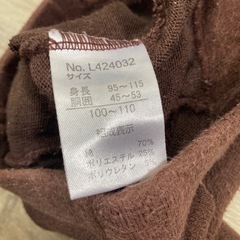 No. L424032
サイズ
身長 95~115
胴囲 45~53
100~110
組成表示
綿 70%
ポリエステル 25%
ポリウレタン 5%